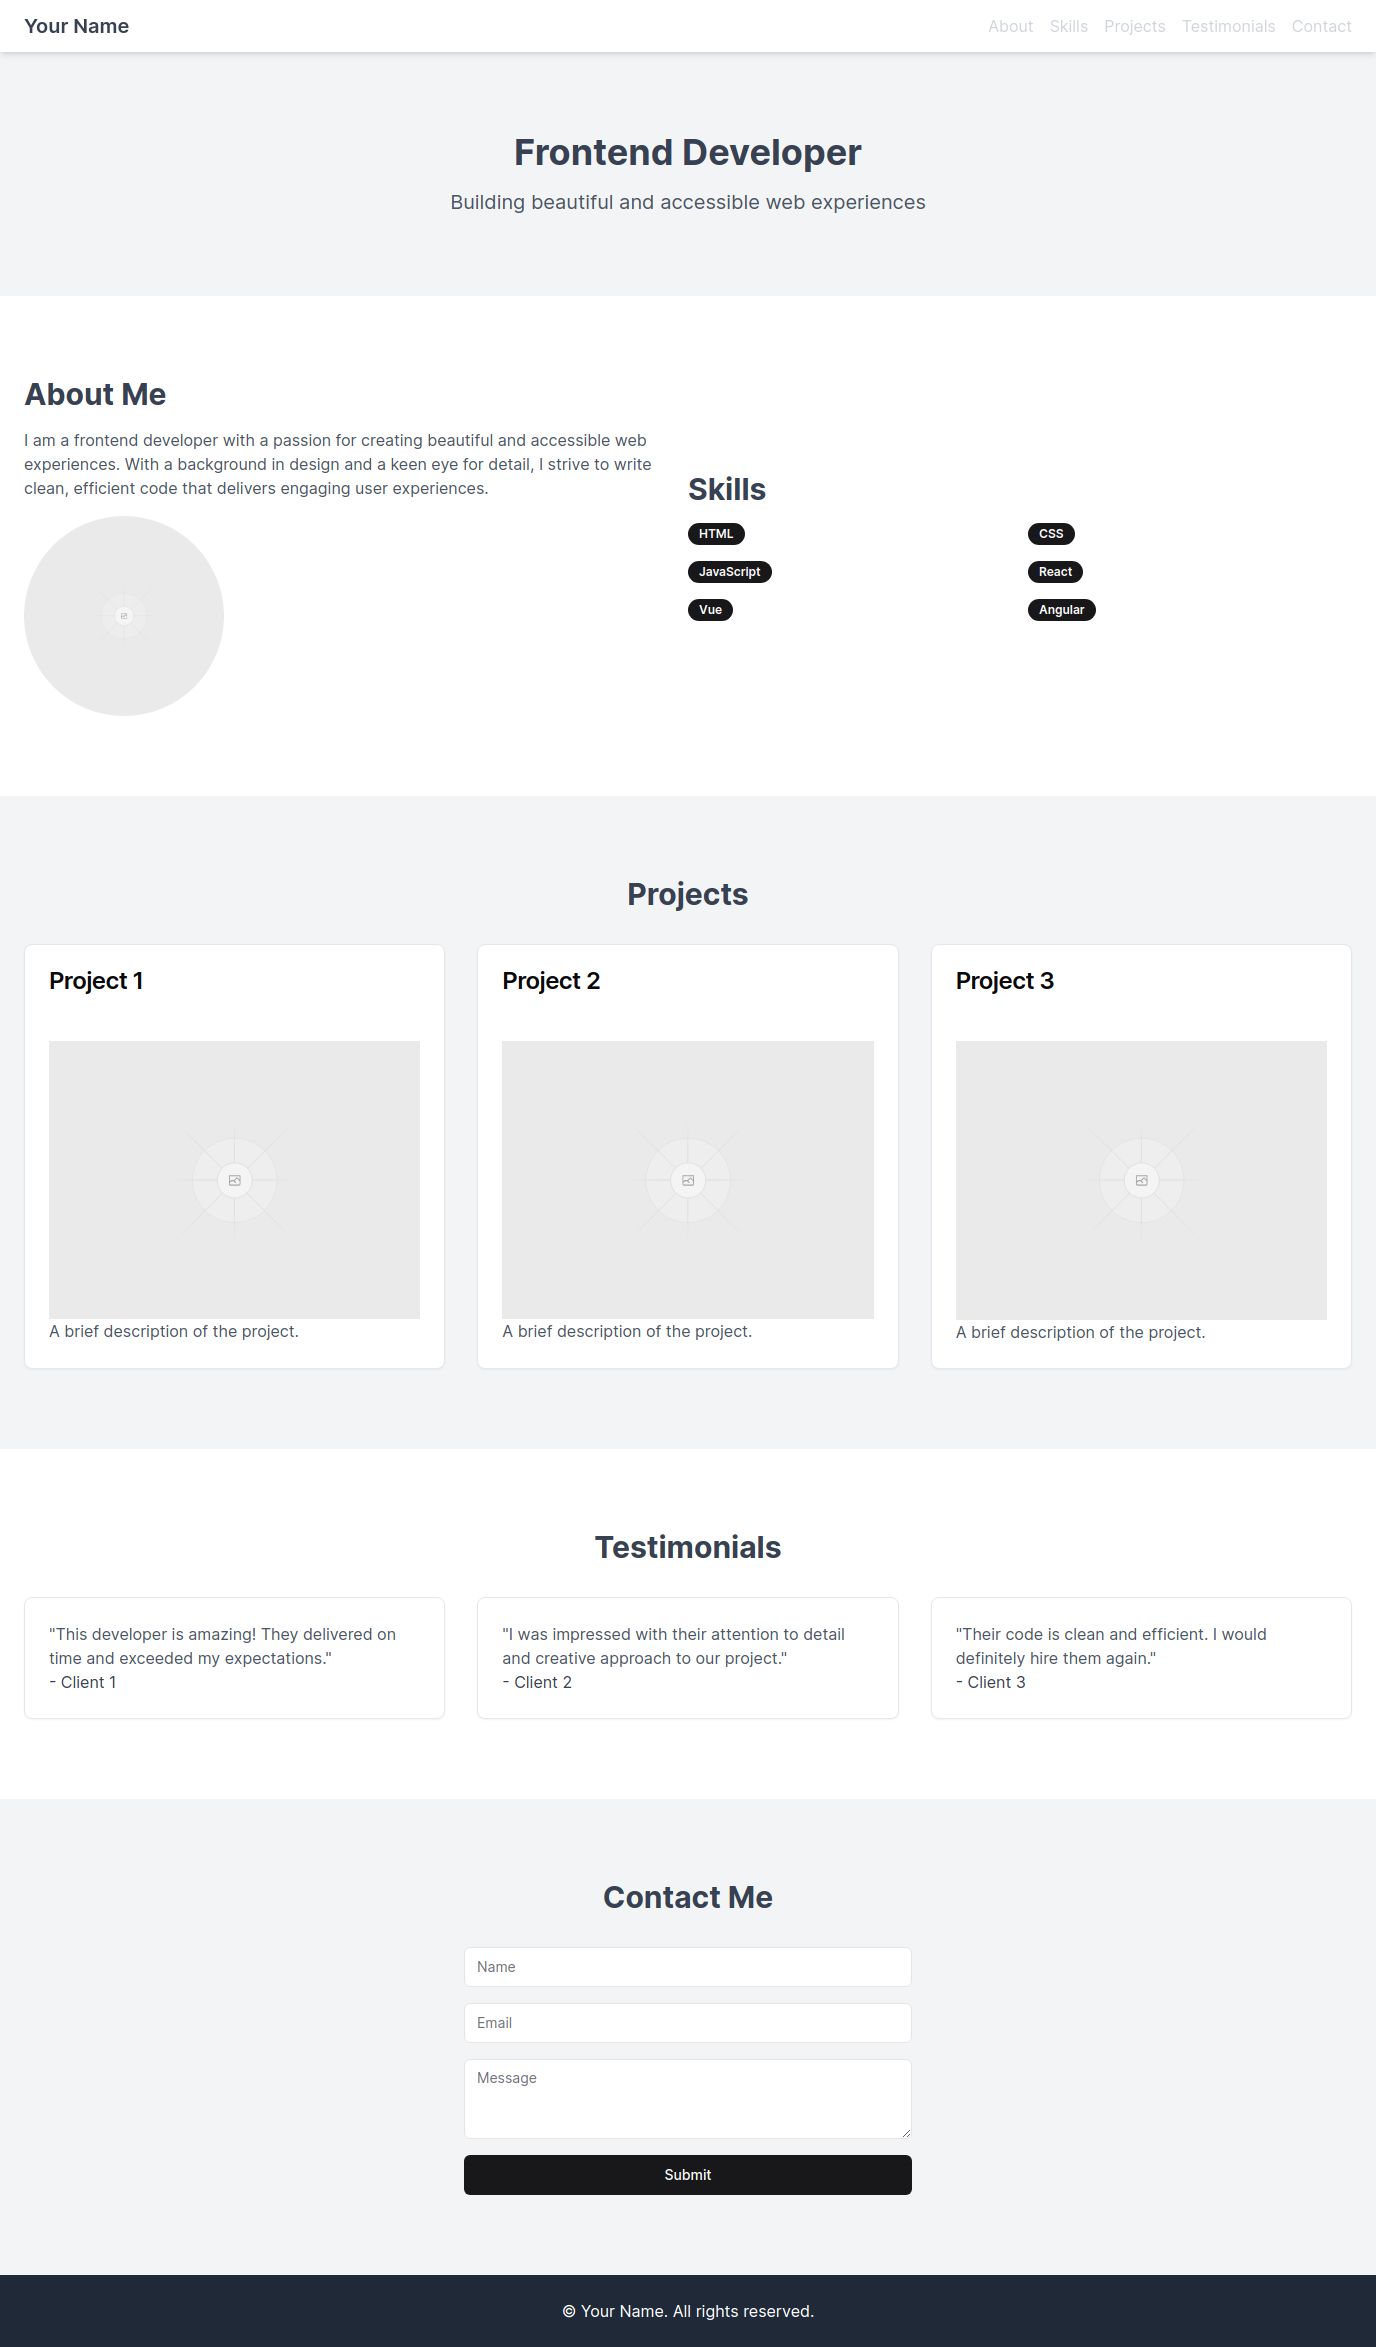 Your Name
About Skills Projects Testimonials Contact
Frontend Developer
Building beautiful and accessible web experiences
About Me
I am a frontend developer with a passion for creating beautiful and accessible web
experiences. With a background in design and a keen eye for detail, I strive to write
clean, efficient code that delivers engaging user experiences.
Skills
HTML
CSS
JavaScript
React
Vue
Angular
Projects
Project 1
A brief description of the project.
Project 2
A brief description of the project.
Project 3
A brief description of the project.
Testimonials
"This developer is amazing! They delivered on
time and exceeded my expectations."
- Client 1
"I was impressed with their attention to detail
and creative approach to our project."
- Client 2
"Their code is clean and efficient. I would
definitely hire them again."
- Client 3
Contact Me
Name
Email
Message
Submit
© Your Name. All rights reserved.